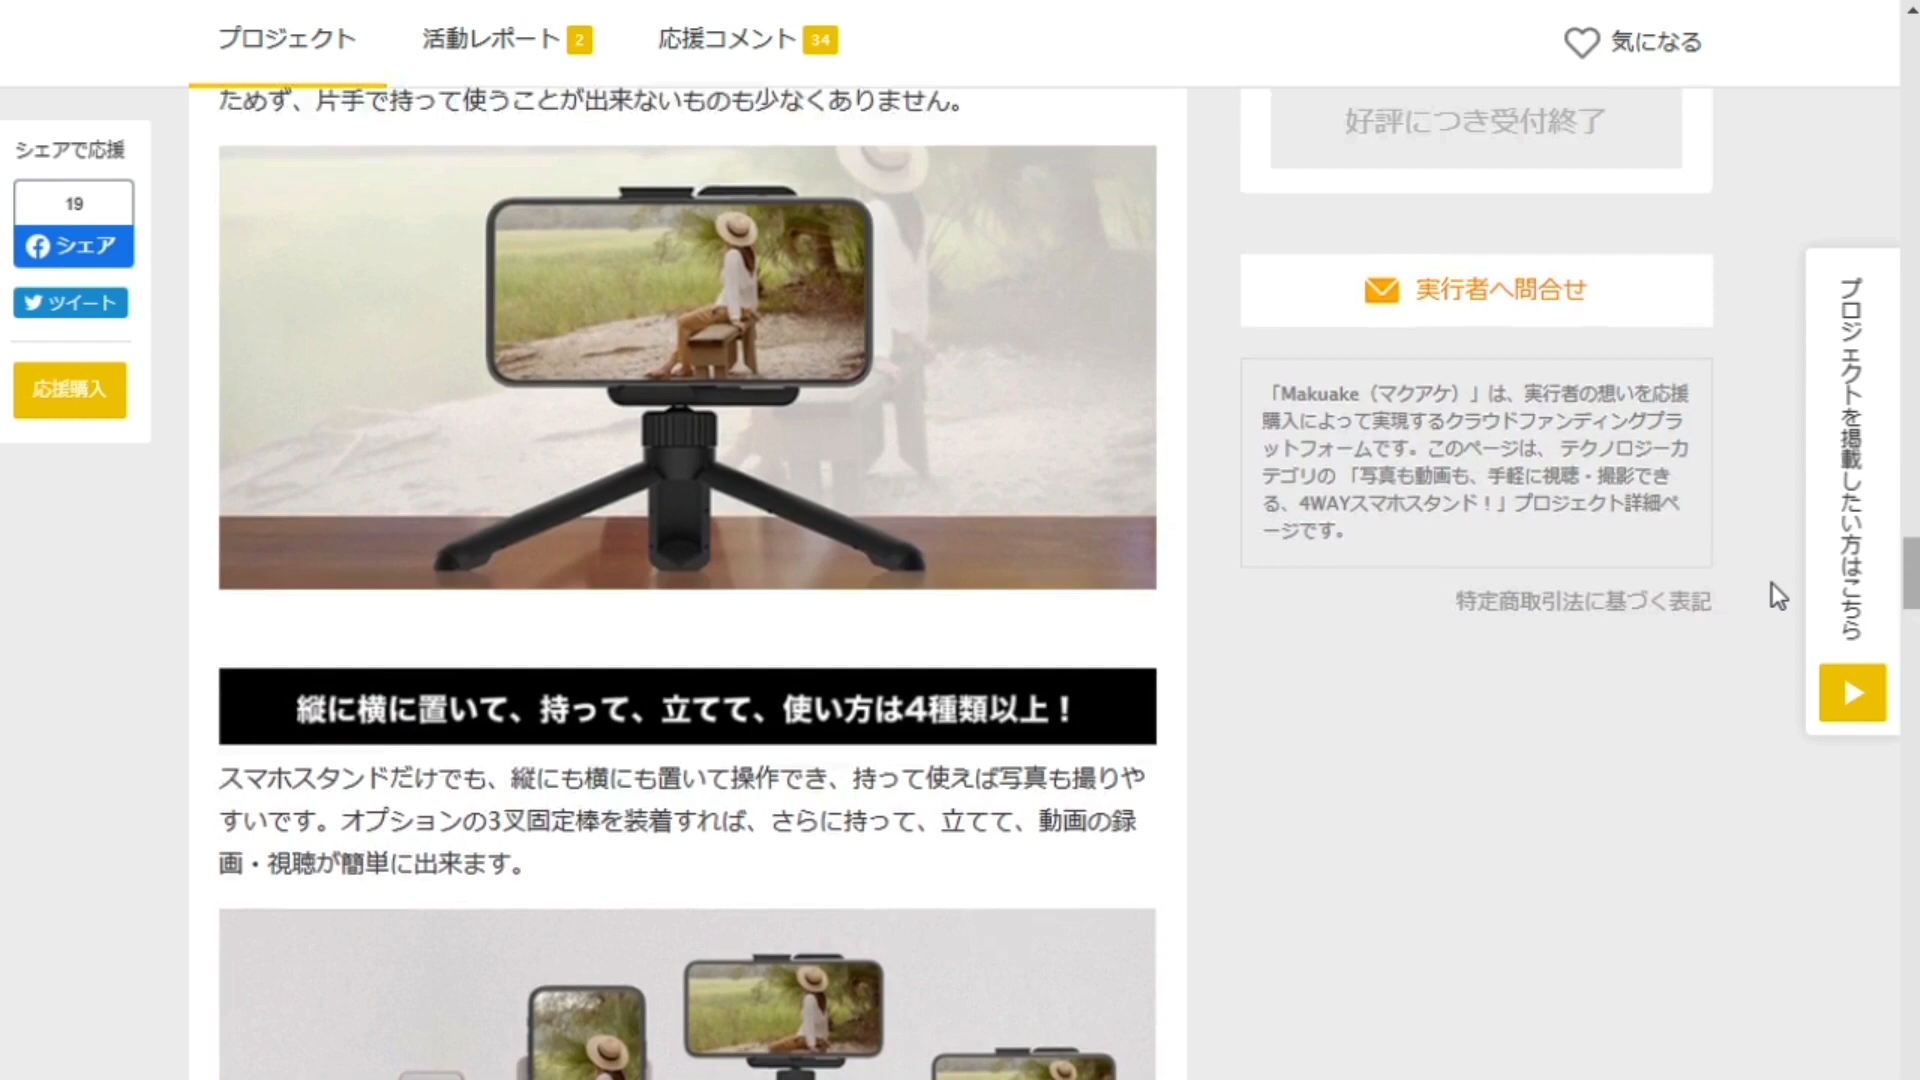 プロジェクト
活動レポート 2
応援コメント 34
気になる
ためず、片手で持って使うことが出来ないものも少なくありません。
シェアで応援
19
シェア
ツイート
応援購入
縦に横に置いて、持って、立てて、使い方は4種類以上！
スマホスタンドだけでも、縦にも横にも置いて操作でき、持って使えば写真も撮りや
すいです。オプションの3叉固定棒を装着すれば、さらに持って、立てて、動画の録
画・視聴が簡単に出来ます。
好評につき受付終了
実行者へ問合せ
「Makuake（マクアケ）」は、実行者の想いを応援
購入によって実現するクラウドファンディングプラ
ットフォームです。このページは、 テクノロジーカ
テゴリの 「写真も動画も、手軽に視聴・撮影でき
る、4WAYスマホスタンド！」プロジェクト詳細ペ
ージです。
特定商取引法に基づく表記
プロジェクトを掲載したい方はこちら